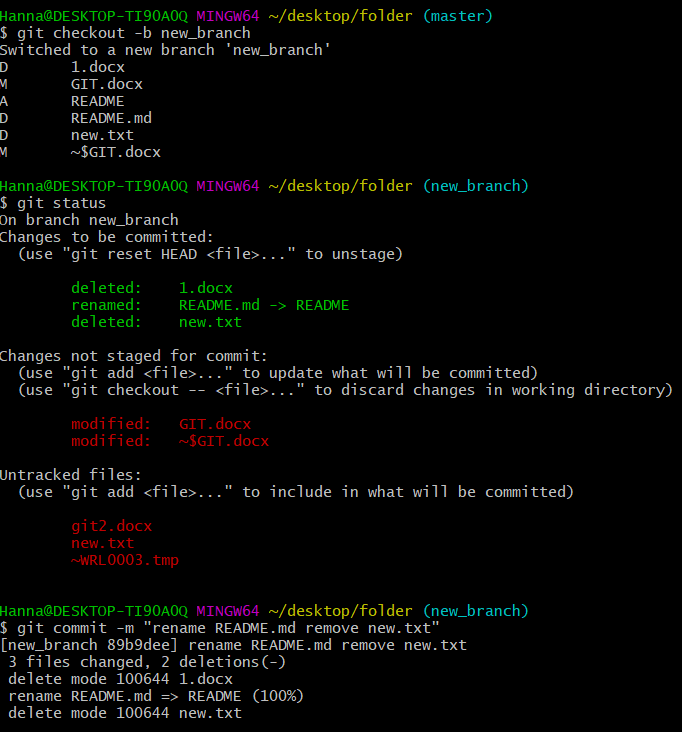 Hanna@DESKTOP-TI90A0Q MINGW64 ~/desktop/folder (master)
$ git checkout -b new_branch
Switched to a new branch 'new_branch'
D       1.docx
M       GIT.docx
A       README
D       README.md
D       new.txt
M       ~$GIT.docx

Hanna@DESKTOP-TI90A0Q MINGW64 ~/desktop/folder (new_branch)
$ git status
On branch new_branch
Changes to be committed:
  (use "git reset HEAD <file>..." to unstage)

        deleted:    1.docx
        renamed:    README.md -> README
        deleted:    new.txt

Changes not staged for commit:
  (use "git add <file>..." to update what will be committed)
  (use "git checkout -- <file>..." to discard changes in working directory)

        modified:   GIT.docx
        modified:   ~$GIT.docx

Untracked files:
  (use "git add <file>..." to include in what will be committed)

        git2.docx
        new.txt
        ~WRL0003.tmp

Hanna@DESKTOP-TI90A0Q MINGW64 ~/desktop/folder (new_branch)
$ git commit -m "rename README.md remove new.txt"
[new_branch 89b9dee] rename README.md remove new.txt
 3 files changed, 2 deletions(-)
 delete mode 100644 1.docx
 rename README.md => README (100%)
 delete mode 100644 new.txt